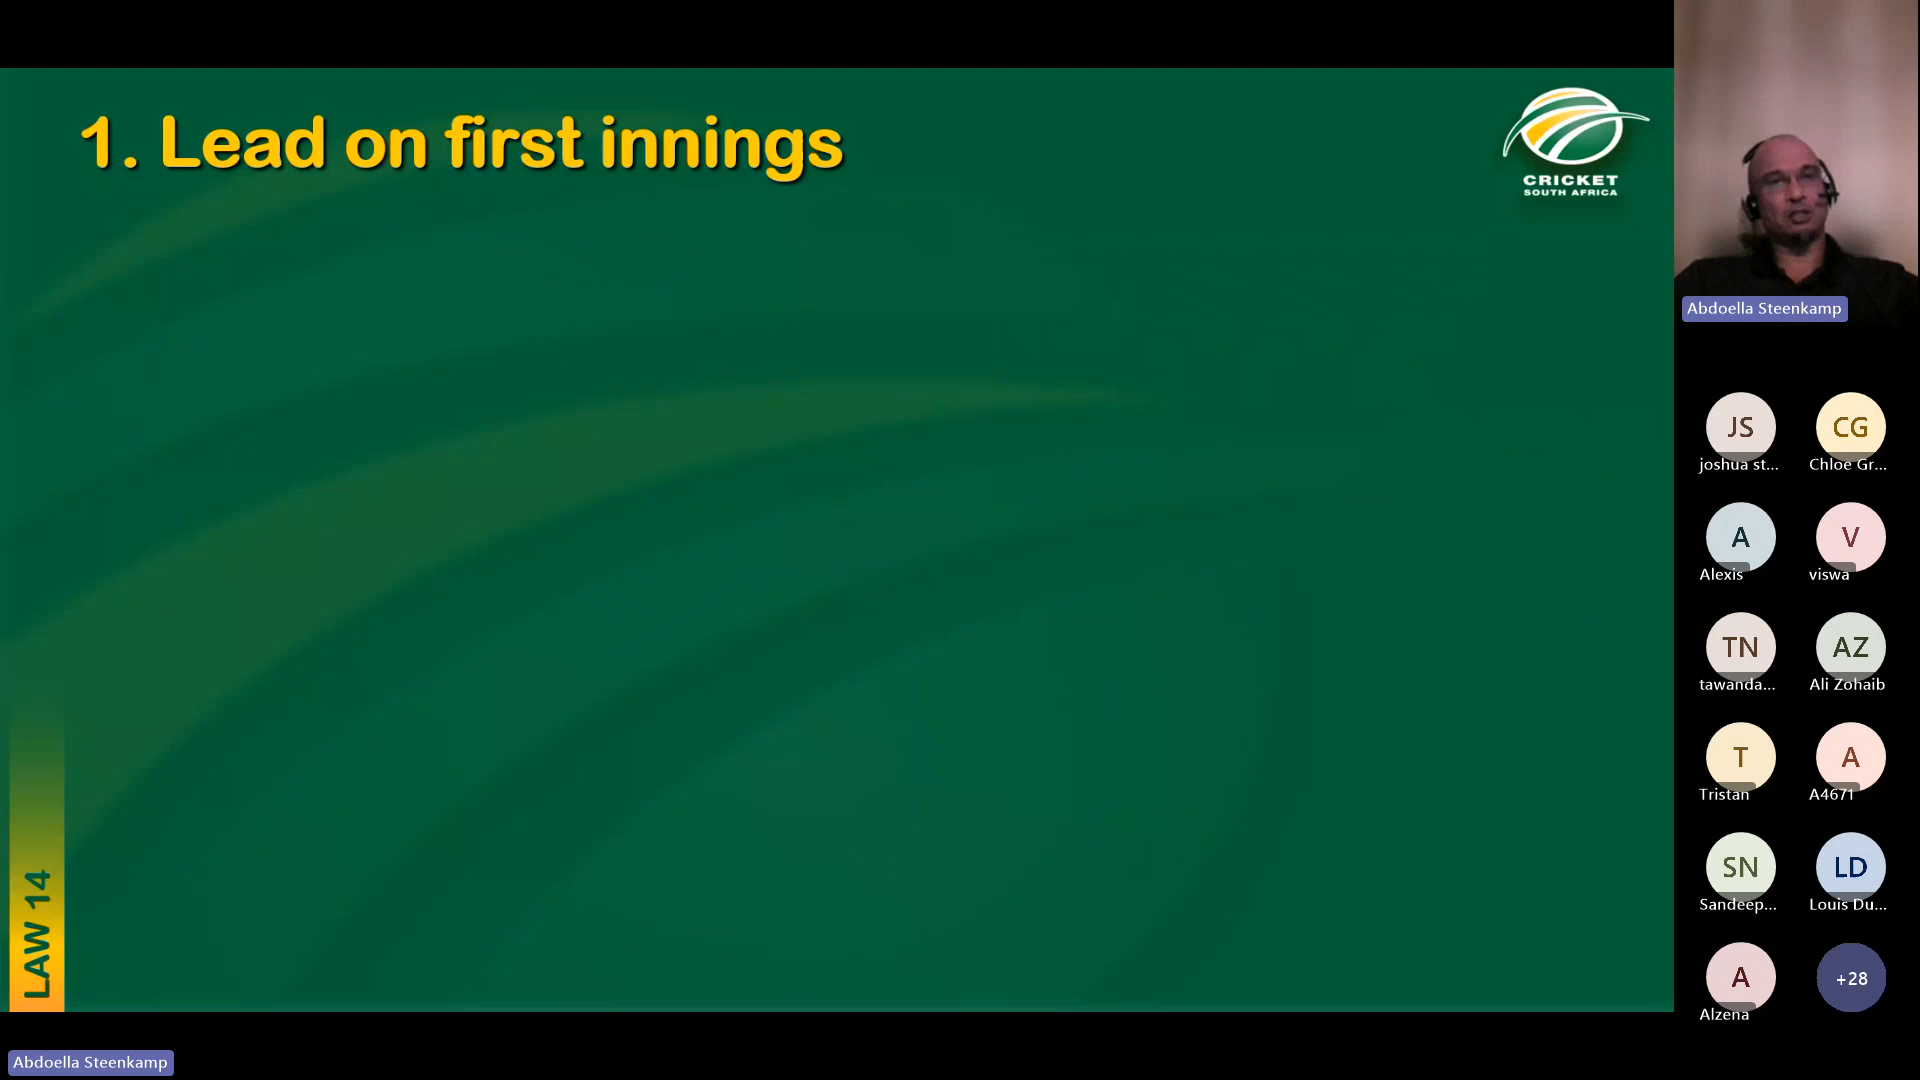 1. Lead on first innings
CRICKET
SOUTH AFRICA
LAW 14
Abdoella Steenkamp
JS
joshua st...
CG
Chloe Gr...
A
Alexis
V
viswa
TN
tawanda...
AZ
Ali Zohaib
T
Tristan
A
A4671
SN
Sandeep...
LD
Louis Du...
A
Alzena
+28
Abdoella Steenkamp